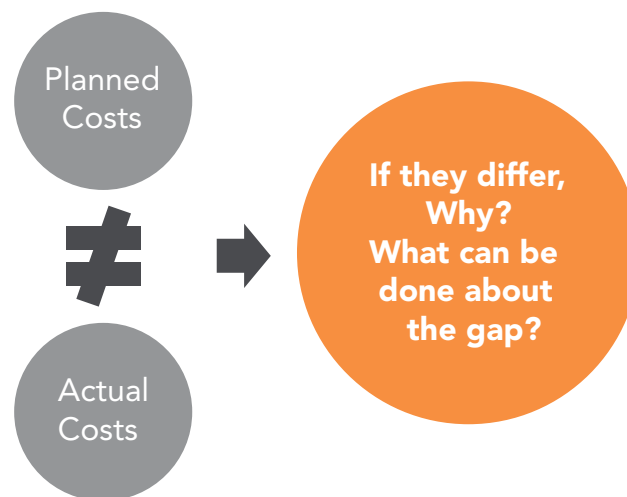 Planned
Costs
≠
Actual
Costs
If they differ,
Why?
What can be
done about
the gap?